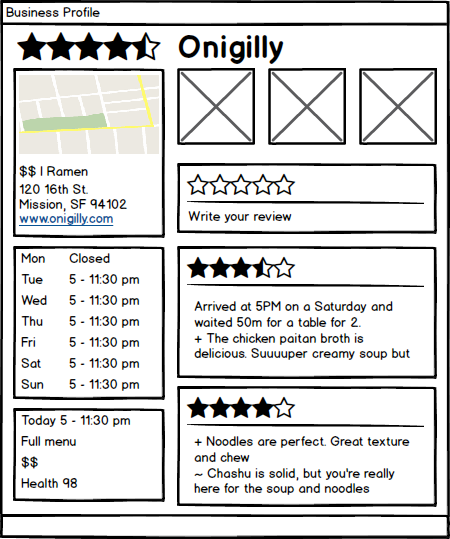 Business Profile
Onigilly
$$ | Ramen
120 16th St.
Mission, SF 94102
www.onigilly.com
Mon Closed
Tue 5 - 11:30 pm
Wed 5 - 11:30 pm
Thu 5 - 11:30 pm
Fri 5 - 11:30 pm
Sat 5 - 11:30 pm
Sun 5 - 11:30 pm
Today 5 - 11:30 pm
Full menu
$$
Health 98
Write your review
Arrived at 5PM on a Saturday and
waited 50m for a table for 2.
+ The chicken paitan broth is
delicious. Suuuuper creamy soup but
+ Noodles are perfect. Great texture
and chew
~ Chashu is solid, but you're really
here for the soup and noodles